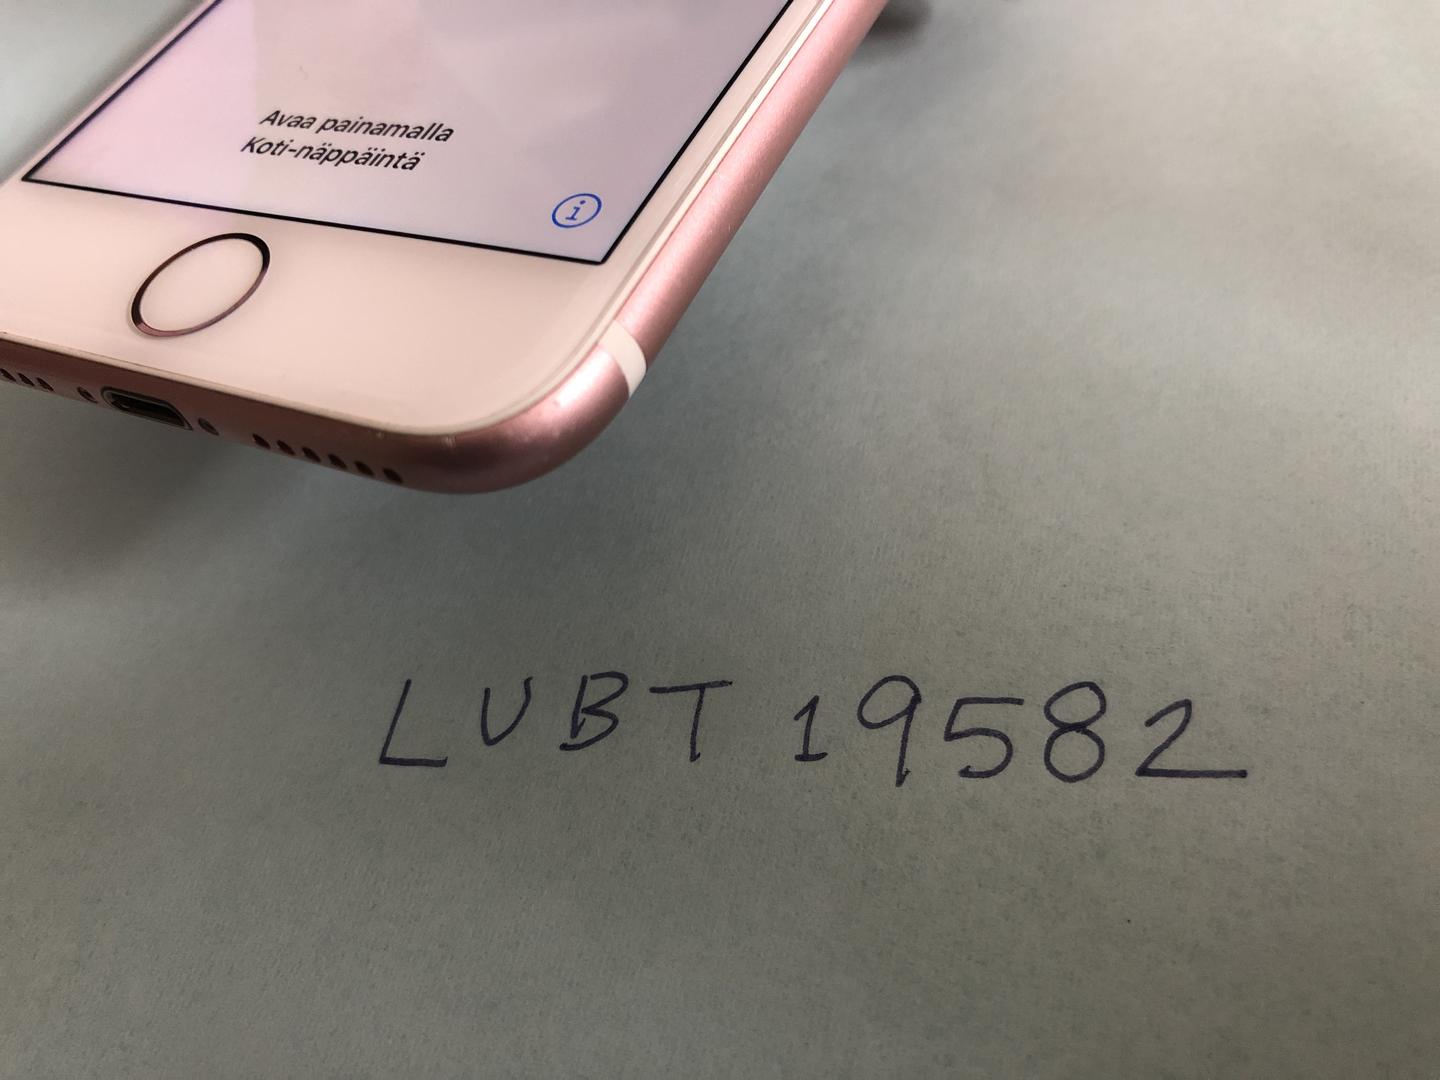 Avaa painamalla
Koti-näppäintä
LUBT 19582